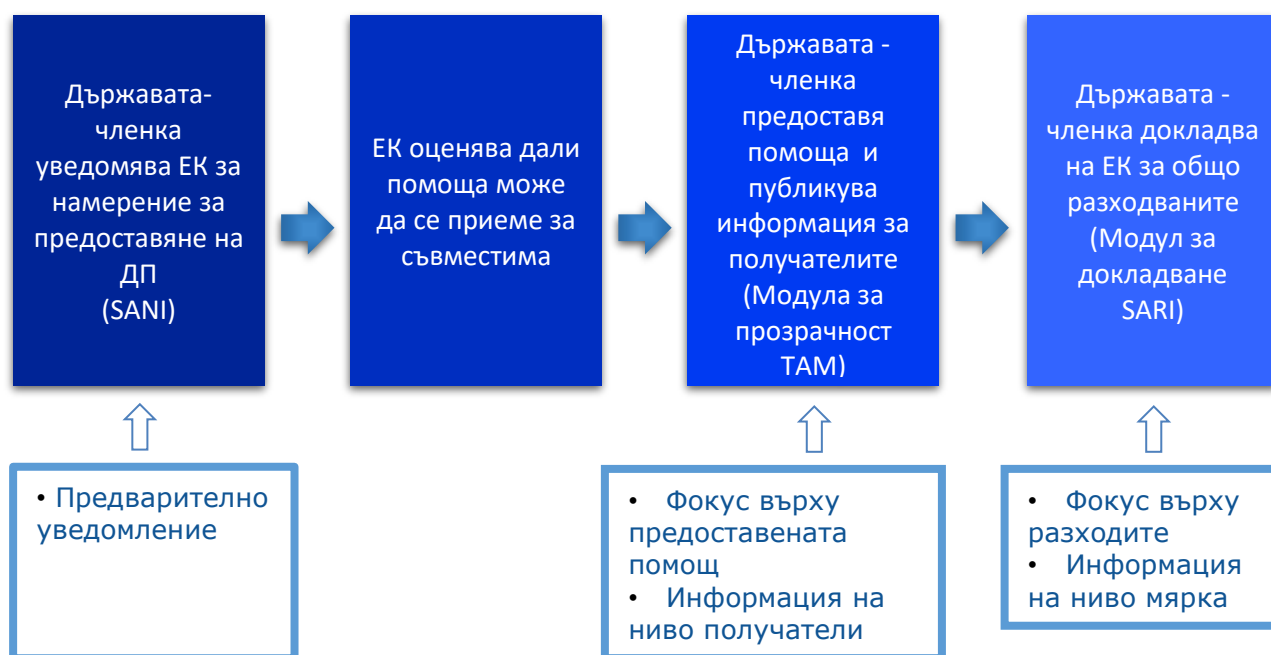 Държавата-
членка
уведомява ЕК за
намерение за
предоставяне на
ДП
(SANI)
ЕК оценява дали
помоща може
да се приеме за
съвместима
Държавата -
членка
предоставя
помоща и
публикува
информация за
получателите
(Модула за
прозрачност
ТАМ)
Държавата -
членка докладва
на ЕК за общо
разходваните
(Модул за
докладване
SARI)
• Предварително
уведомление
• Фокус върху
предоставената
помощ
• Информация на
ниво получатели
• Фокус върху
разходите
• Информация
на ниво мярка